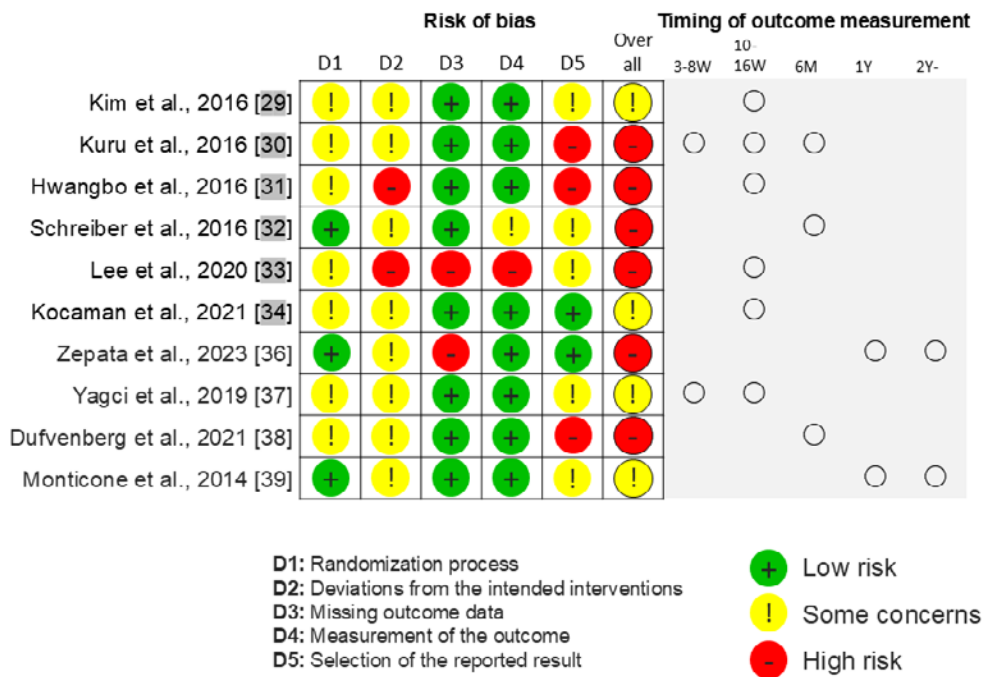 Risk of bias Timing of outcome measurement
D1 D2 D3 D4 D5 Over all 3-8W 10-16W 6M 1Y 2Y-
Kim et al., 2016 [29] ! ! + + ! !
Kuru et al., 2016 [30] ! ! + + - -
Hwangbo et al., 2016 [31] ! - + + - -
Schreiber et al., 2016 [32] + ! + ! ! -
Lee et al., 2020 [33] ! - - - ! -
Kocaman et al., 2021 [34] ! ! + + + !
Zepata et al., 2023 [36] + ! - + + -
Yagci et al., 2019 [37] ! ! + + ! !
Dufvenberg et al., 2021 [38] ! ! + + - -
Monticone et al., 2014 [39] + ! + + ! !
D1: Randomization process
D2: Deviations from the intended interventions
D3: Missing outcome data
D4: Measurement of the outcome
D5: Selection of the reported result
+ Low risk
! Some concerns
- High risk